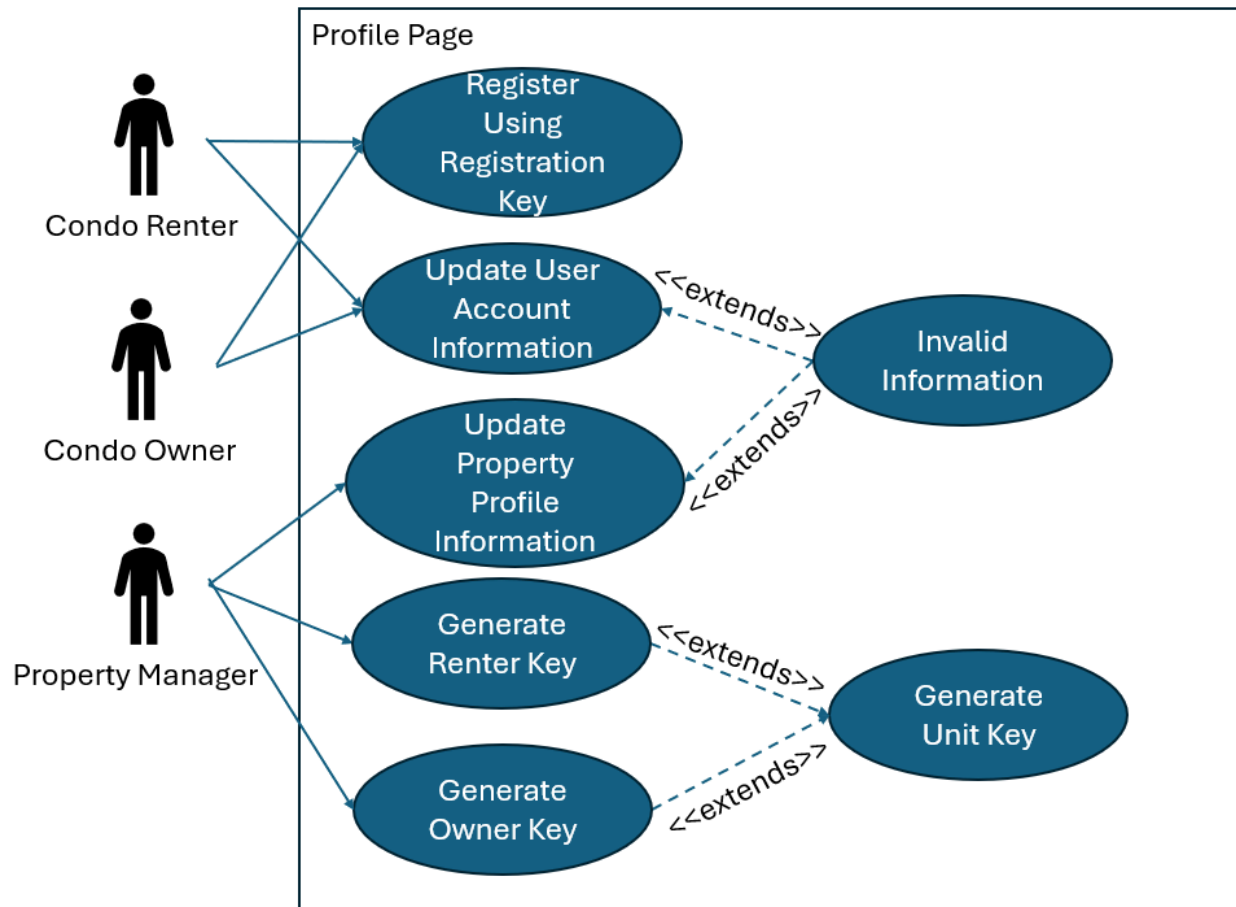 Profile Page
Register
Using
Registration
Key
Condo Renter
Update User
Account
Information
<<extends>>
Invalid
Information
<<extends>>
Condo Owner
Update
Property
Profile
Information
Property Manager
Generate
Renter Key
<<extends>>
Generate
Unit Key
<<extends>>
Generate
Owner Key